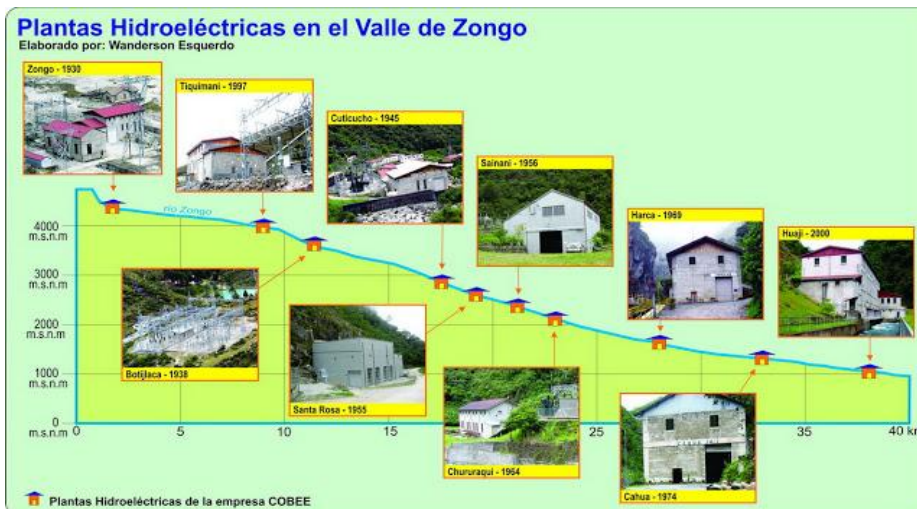 Plantas Hidroeléctricas en el Valle de Zongo
Elaborado por: Wanderson Esquerdo
Zongo - 1930
Tiquimani - 1997
Cuticucho - 1945
Sainani - 1956
Harca - 1969
Huaji - 2000
río Zongo
4000
m.s.n.m
3000
m.s.n.m
2000
m.s.n.m
1000
m.s.n.m
0
m.s.n.m
Botijlaca - 1938
Santa Rosa - 1955
Chururaqui - 1964
Cahua - 1974
0 5 10 15 25 35 40 km
Plantas Hidroeléctricas de la empresa COBEE